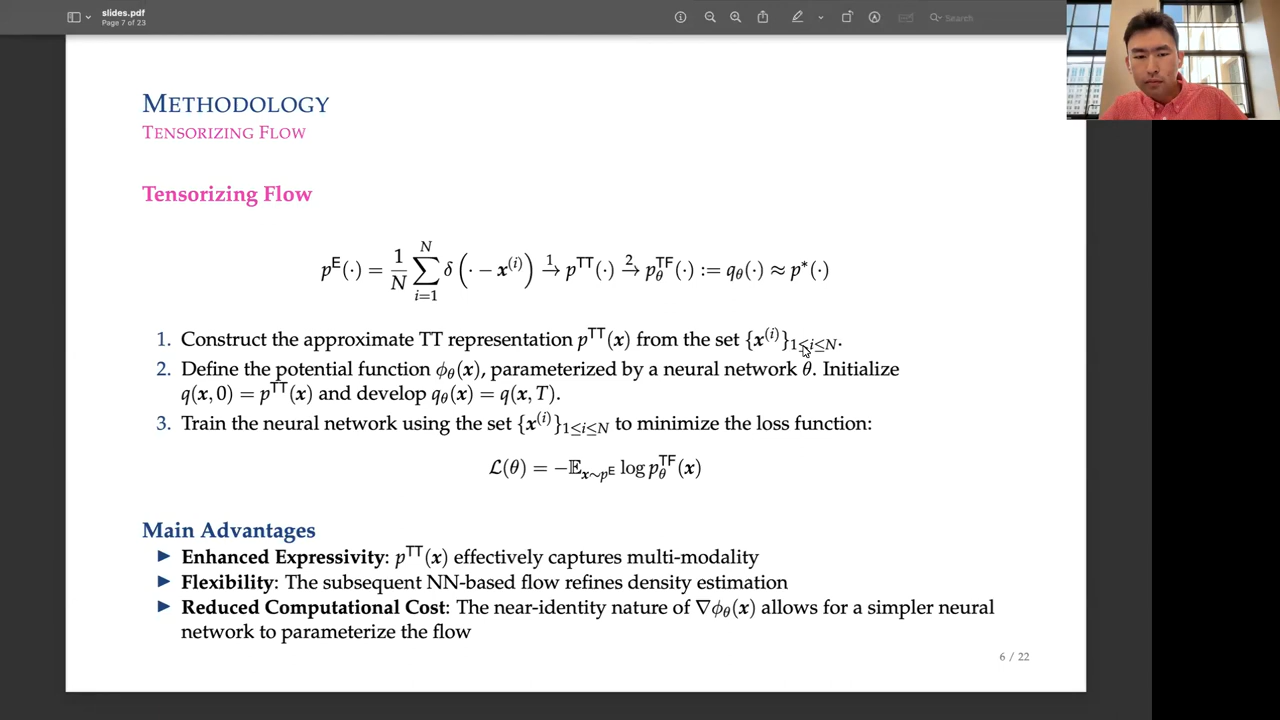 slides.pdf
Page 7 of 23
Search
METHODOLOGY
TENSORIZING FLOW
Tensorizing Flow
p^E(·) = 1/N ∑_{i=1}^{N} δ(· − x^(i)) →^1 p^TT(·) →^2 p_θ^TF(·) := q_θ(·) ≈ p*(·)
1. Construct the approximate TT representation p^TT(x) from the set {x^(i)}_{1≤i≤N}.
2. Define the potential function ϕ_θ(x), parameterized by a neural network θ. Initialize
q(x, 0) = p^TT(x) and develop q_θ(x) = q(x, T).
3. Train the neural network using the set {x^(i)}_{1≤i≤N} to minimize the loss function:
ℒ(θ) = −𝔼_{x∼p^E} log p_θ^TF(x)
Main Advantages
▶ Enhanced Expressivity: p^TT(x) effectively captures multi-modality
▶ Flexibility: The subsequent NN-based flow refines density estimation
▶ Reduced Computational Cost: The near-identity nature of ∇ϕ_θ(x) allows for a simpler neural
network to parameterize the flow
6 / 22